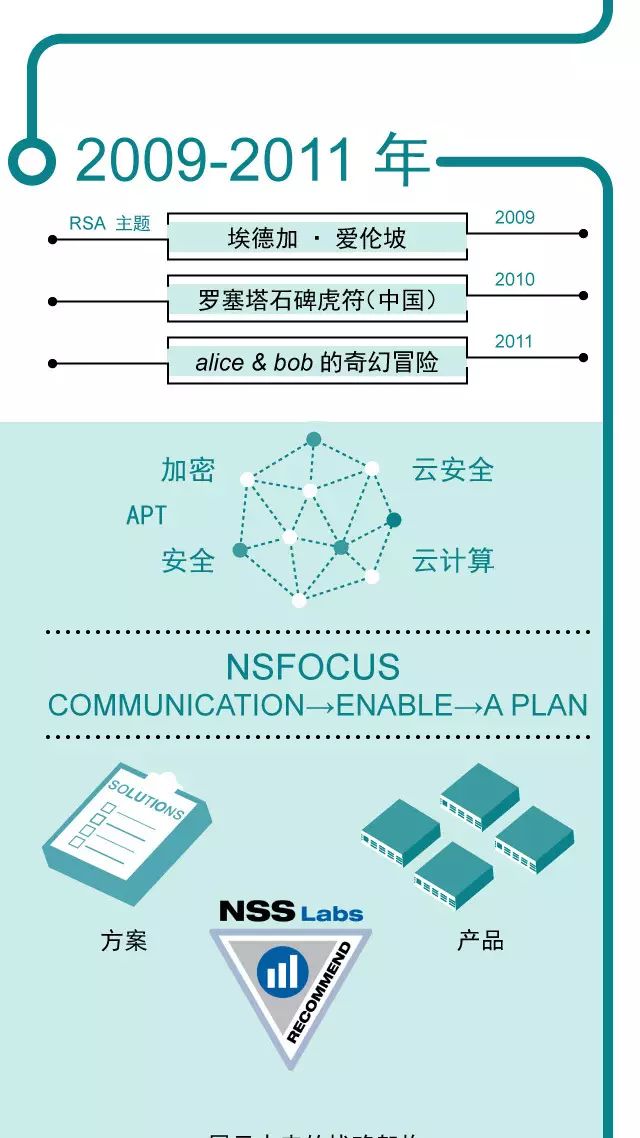 2009-2011 年
RSA 主题
埃德加 · 爱伦坡
2009
罗塞塔石碑虎符（中国）
2010
alice & bob 的奇幻冒险
2011
加密
云安全
APT
安全
云计算
NSFOCUS
COMMUNICATION→ENABLE→A PLAN
SOLUTIONS
方案
产品
NSS Labs
RECOMMEND